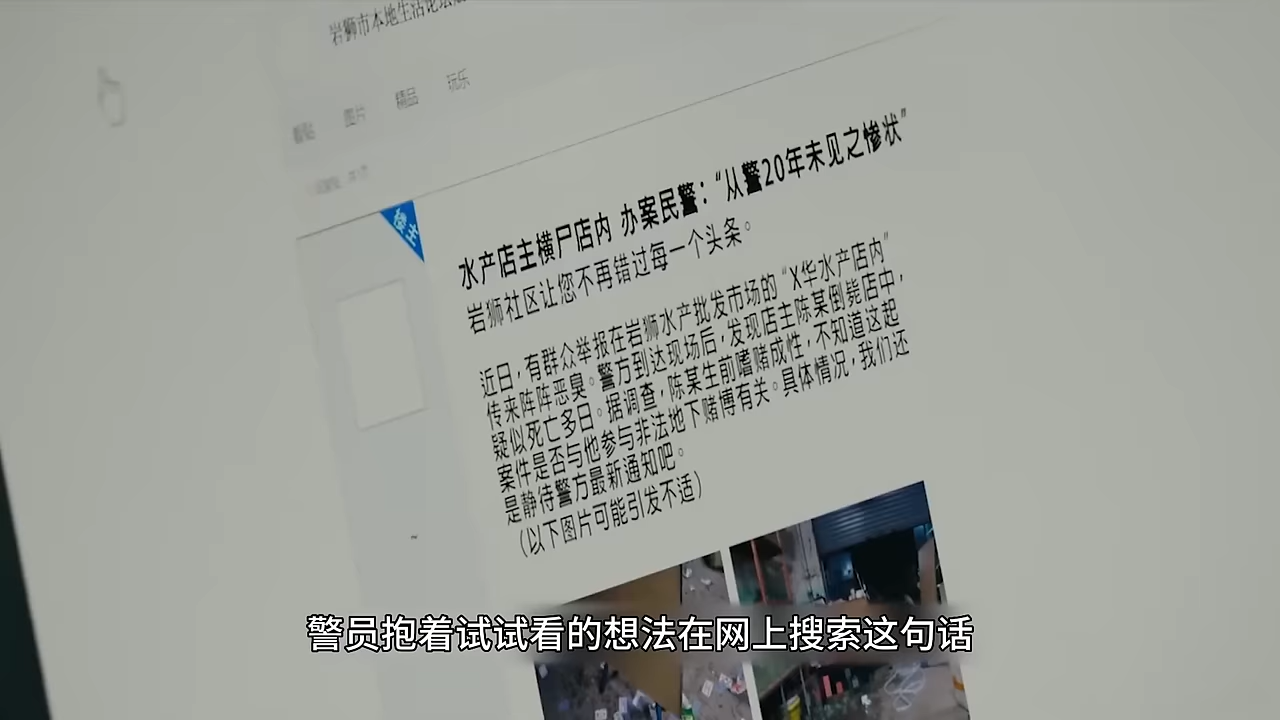 岩狮市本地生活论坛
看贴 图片 精品 玩乐
楼主
水产店主横尸店内 办案民警：“从警20年未见之惨状”
岩狮社区让您不再错过每一个头条。
近日，有群众举报在岩狮水产批发市场的“X华水产店内”
传来阵阵恶臭。警方到达现场后，发现店主陈某倒毙店中，
疑似死亡多日。据调查，陈某生前嗜赌成性，不知道这起
案件是否与他参与非法地下赌博有关。具体情况，我们还
是静待警方最新通知吧。
（以下图片可能引发不适）
警员抱着试试看的想法在网上搜索这句话